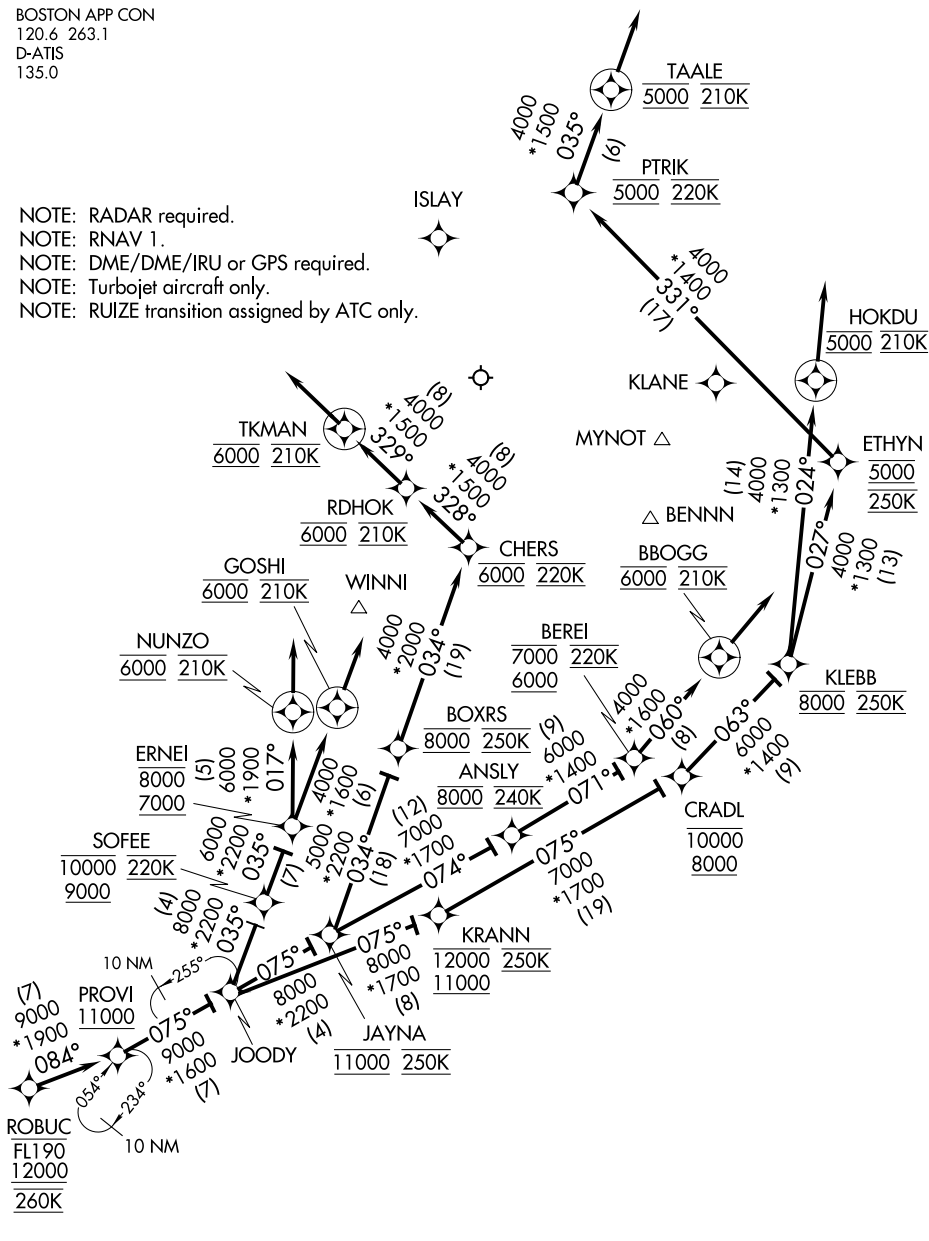 BOSTON APP CON
120.6 263.1
D-ATIS
135.0
TAALE
5000 210K
4000
*1500
035°
(6)
PTRIK
5000 220K
ISLAY
NOTE: RADAR required.
NOTE: RNAV 1.
NOTE: DME/DME/IRU or GPS required.
NOTE: Turbojet aircraft only.
NOTE: RUIZE transition assigned by ATC only.
4000
*1400
331°
(17)
HOKDU
5000 210K
KLANE
TKMAN
6000 210K
(8)
4000
*1500
329°
MYNOT
ETHYN
5000
250K
(8)
4000
*1500
328°
(14)
4000
*1300
024°
RDHOK
6000 210K
BENNN
027°
4000
*1300
(13)
CHERS
6000 220K
BBOGG
6000 210K
GOSHI
6000 210K
WINNI
NUNZO
6000 210K
4000
*2000
034°
(19)
BEREI
7000 220K
6000
KLEBB
8000 250K
4000
*1600
060°
(8)
BOXRS
8000 250K
063°
6000
*1400
(9)
ERNEI
8000
7000
(5)
6000
*1900
017°
4000
*1600
(6)
(9)
6000
*1400
071°
ANSLY
8000 240K
CRADL
10000
8000
SOFEE
10000 220K
9000
6000
*2200
035°
(7)
5000
*2200
034°
(18)
(12)
7000
*1700
074°
075°
7000
*1700
(19)
(4)
8000
*2200
035°
KRANN
12000 250K
11000
10 NM
255°
075°
8000
*2200
(4)
075°
8000
*1700
(8)
PROVI
11000
JAYNA
11000 250K
JOODY
(7)
9000
*1900
084°
075°
9000
*1600
(7)
054°
234°
10 NM
ROBUC
FL190
12000
260K